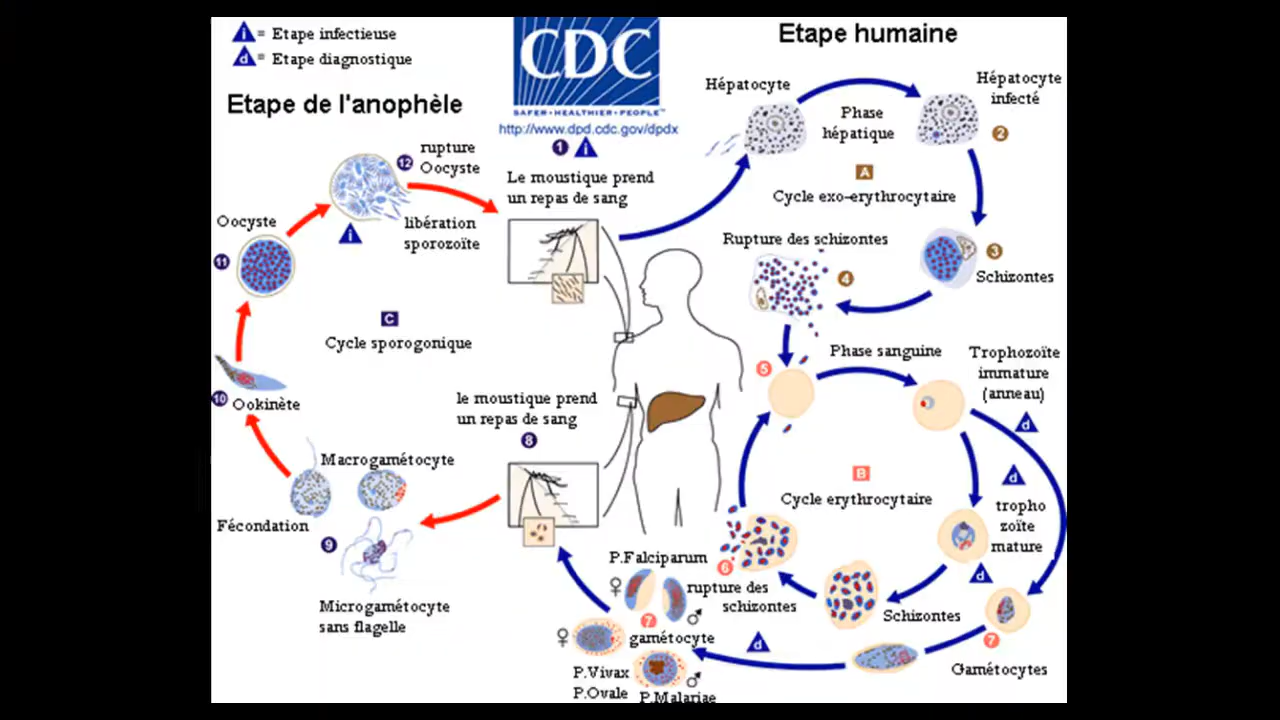 i = Etape infectieuse
d = Etape diagnostique
Etape de l'anophèle
CDC
SAFER•HEALTHIER•PEOPLE™
http://www.dpd.cdc.gov/dpdx
Etape humaine
1 i
Le moustique prend
un repas de sang
Hépatocyte
Phase
hépatique
Hépatocyte
infecté
2
A
Cycle exo-erythrocytaire
Rupture des schizontes
4
3
Schizontes
12
rupture
Oocyste
libération
sporozoïte
i
Oocyste
11
C
Cycle sporogonique
10 Ookinète
le moustique prend
un repas de sang
8
Macrogamétocyte
Fécondation
9
Microgamétocyte
sans flagelle
5
Phase sanguine
Trophozoïte
immature
(anneau)
d
B
Cycle erythrocytaire
d
tropho
zoïte
mature
d
6
rupture des
schizontes
Schizontes
7
Gamétocytes
d
P.Falciparum
♀
♂
7
gamétocyte
♀
P.Vivax
P.Ovale
♂
P.Malariae